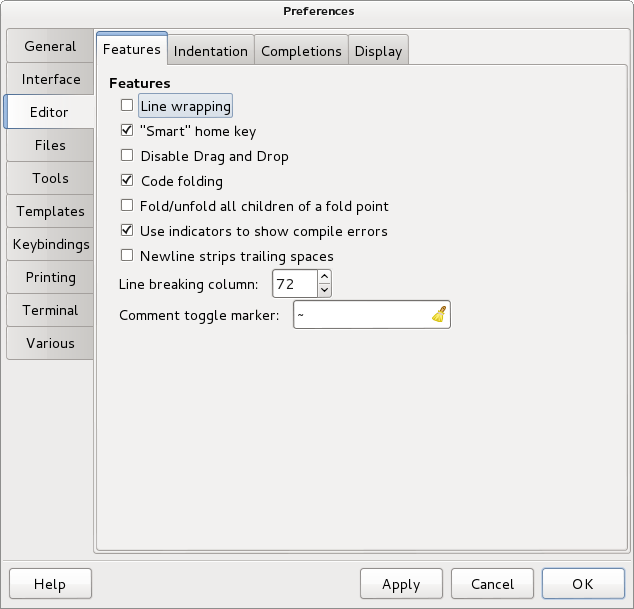 Preferences
General
Interface
Editor
Files
Tools
Templates
Keybindings
Printing
Terminal
Various
Features Indentation Completions Display
Features
Line wrapping
"Smart" home key
Disable Drag and Drop
Code folding
Fold/unfold all children of a fold point
Use indicators to show compile errors
Newline strips trailing spaces
Line breaking column: 72
Comment toggle marker: ~
Help Apply Cancel OK